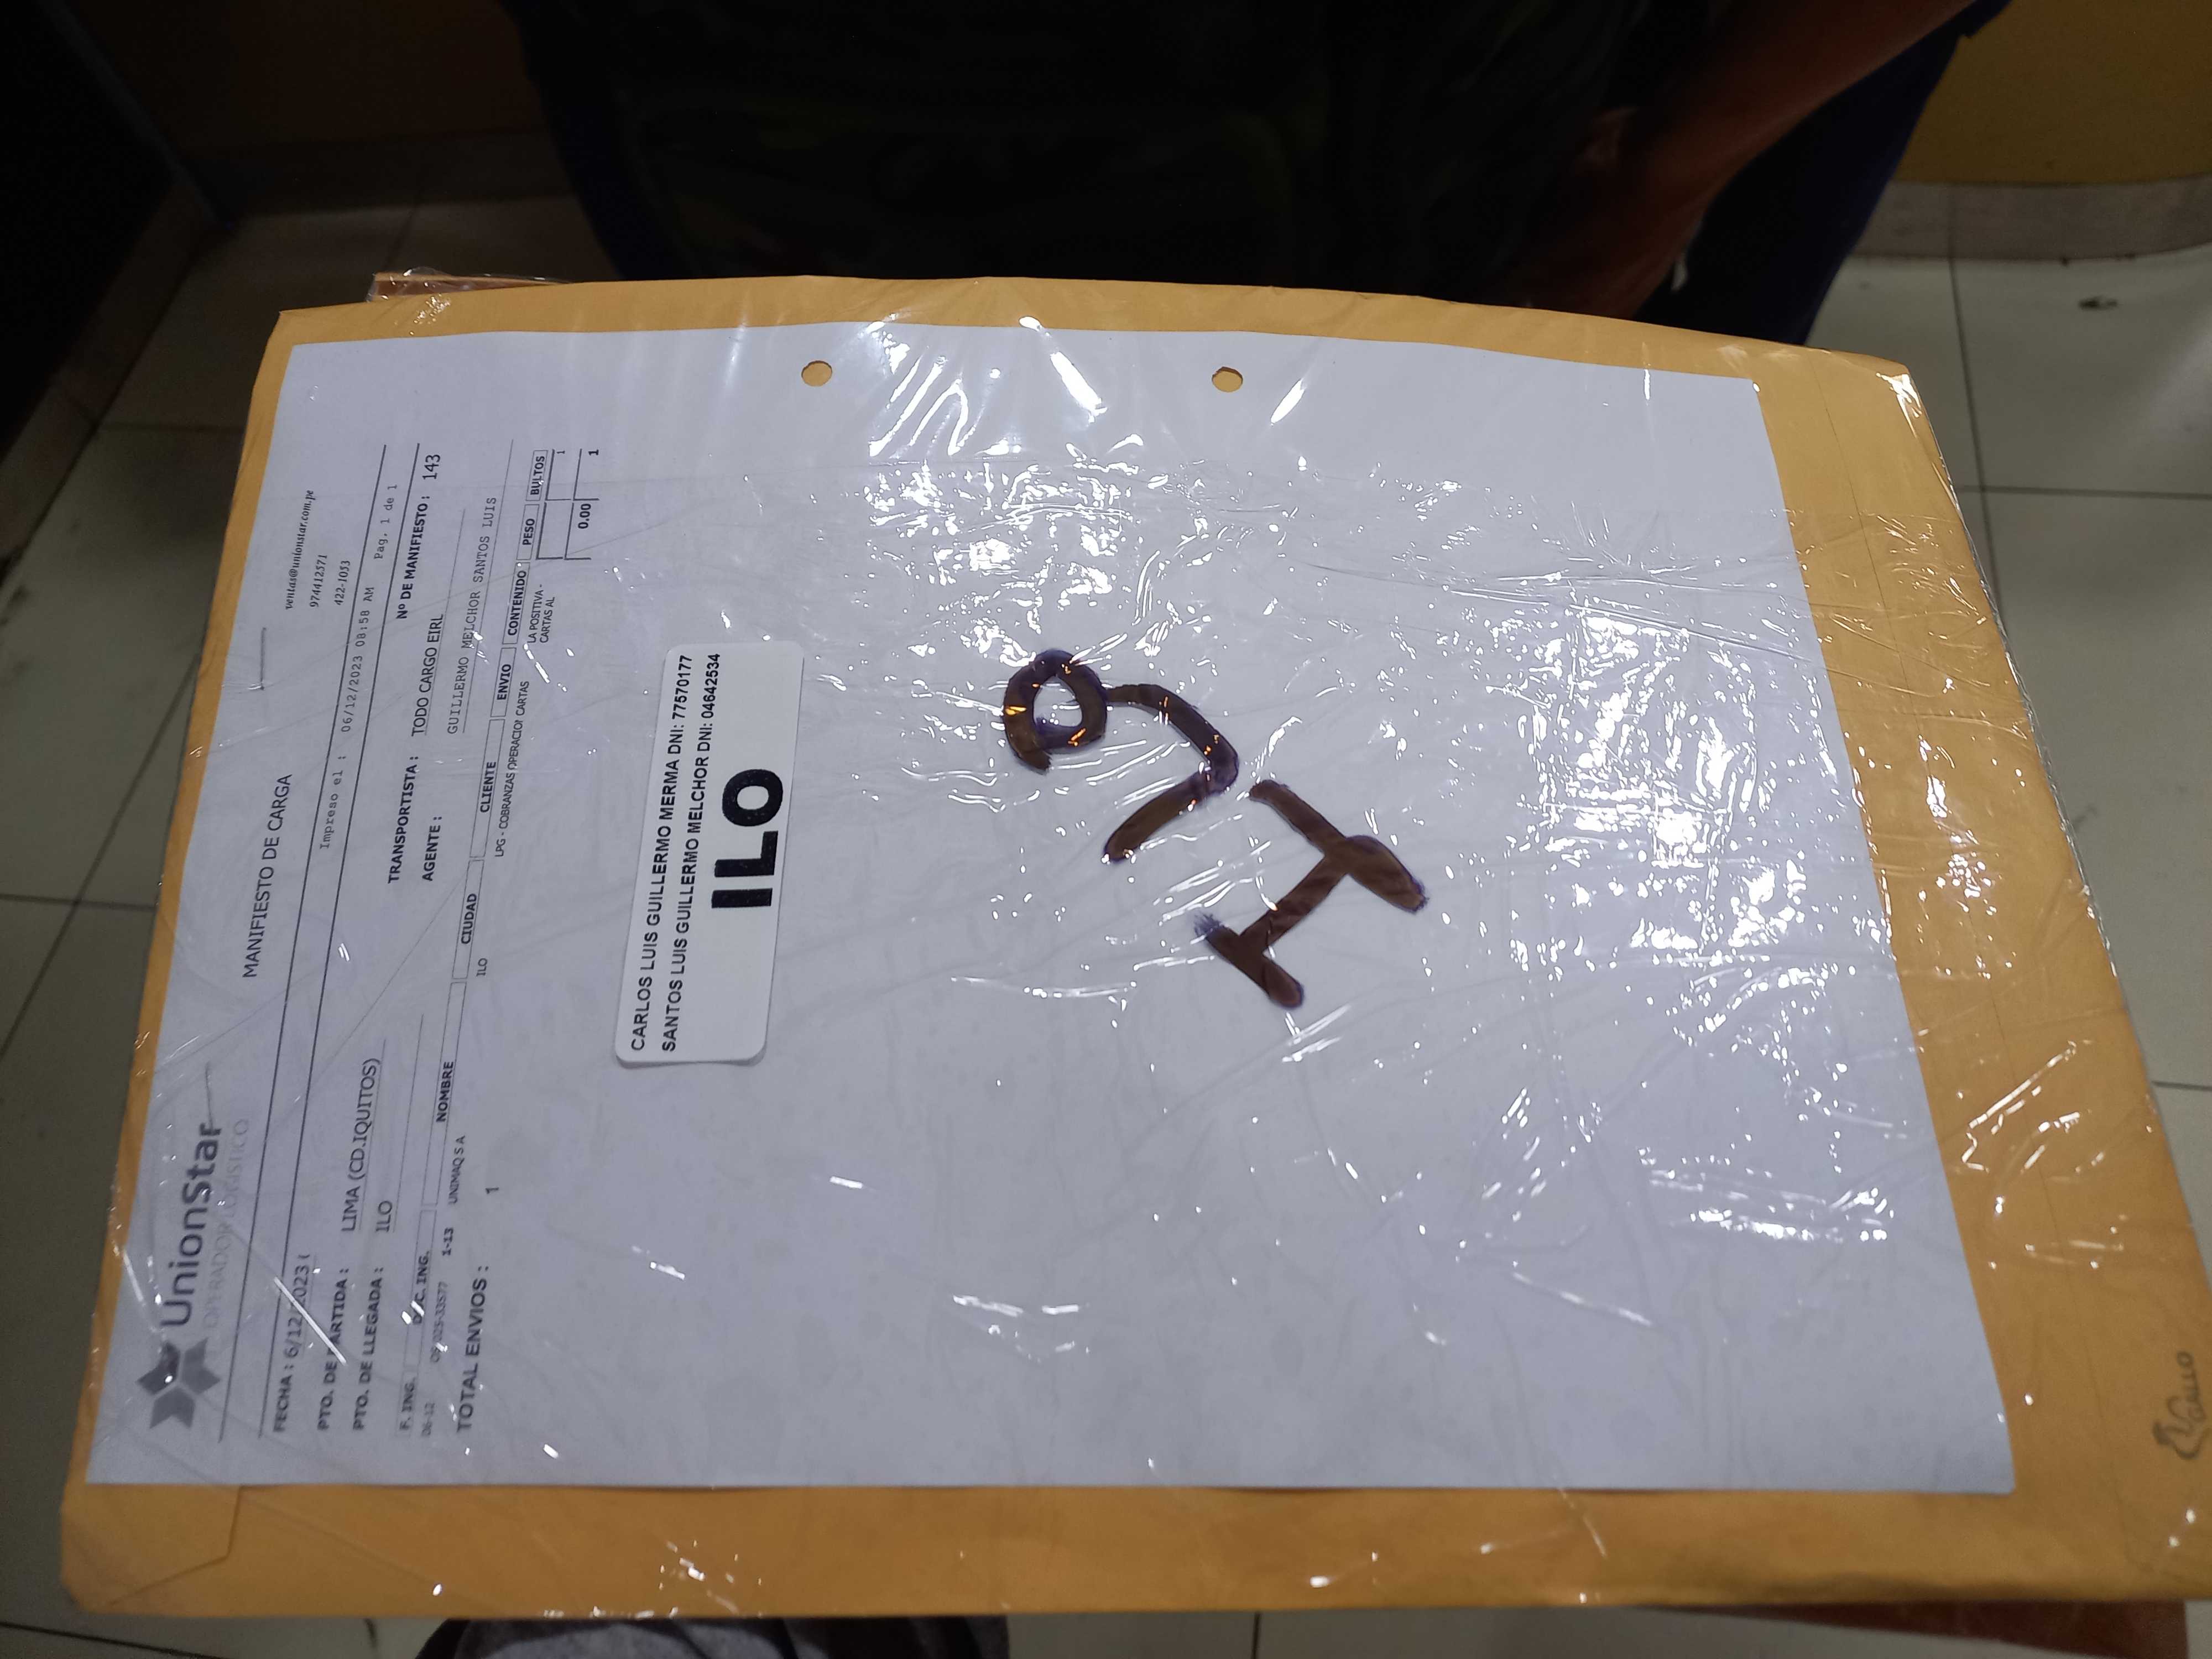 UnionStar
OPERADOR LOGISTICO
ventas@unionstar.com.pe
974412571
422-1053
MANIFIESTO DE CARGA
Impreso el : 06/12/2023 08:58 AM Pag. 1 de 1
FECHA : 6/12/2023
Nº DE MANIFIESTO : 143
PTO. DE PARTIDA : LIMA (CD.IQUITOS)
TRANSPORTISTA : TODO CARGO EIRL
PTO. DE LLEGADA : ILO
AGENTE : GUILLERMO MELCHOR SANTOS LUIS
F. ING. O/C. ING. NOMBRE CIUDAD CLIENTE ENVIO CONTENIDO PESO BULTOS
06-12 1-13 UNIMAQ S A ILO LPG - COBRANZAS OPERACIO CARTAS LA POSITIVA - CARTAS AL 1
TOTAL ENVIOS : 1 0.00 1
CARLOS LUIS GUILLERMO MERMA DNI: 77570177
SANTOS LUIS GUILLERMO MELCHOR DNI: 04642534
ILO